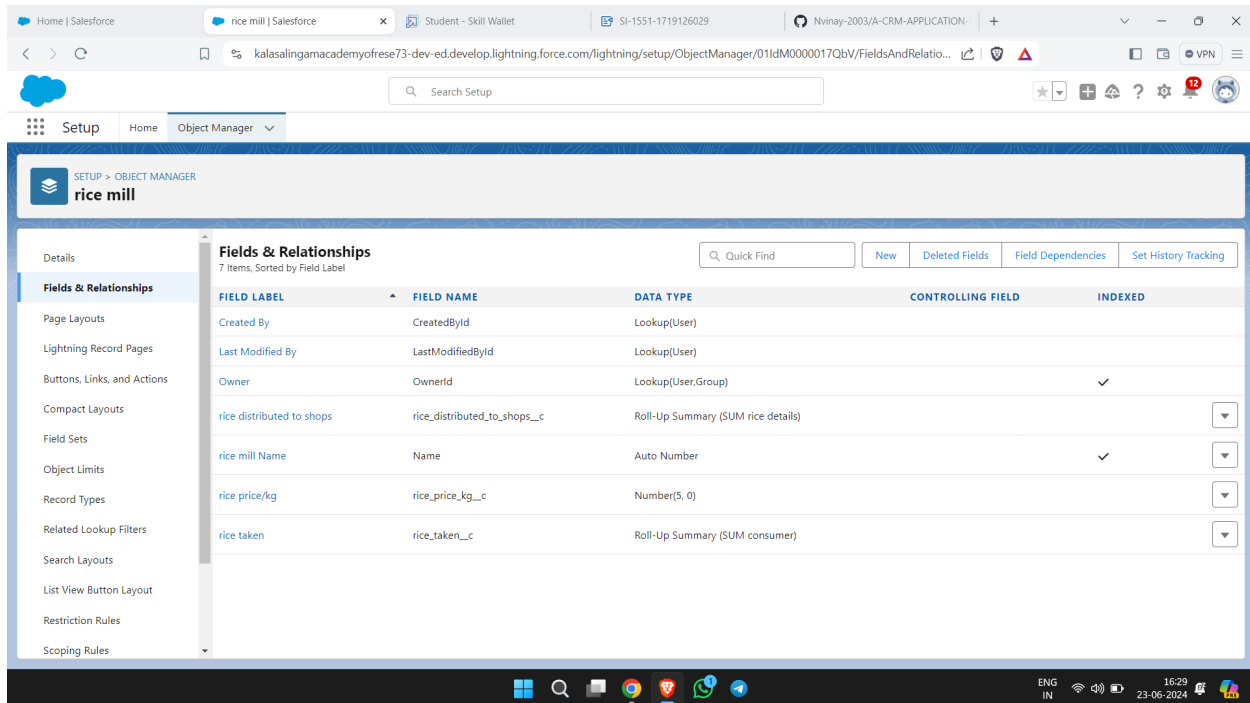 Home | Salesforce
rice mill | Salesforce
Student - Skill Wallet
SI-1551-1719126029
Nvinay-2003/A-CRM-APPLICATION-
kalasalingamacademyofrese73-dev-ed.develop.lightning.force.com/lightning/setup/ObjectManager/01IdM0000017QbV/FieldsAndRelatio...
VPN
Search Setup
12
Setup
Home
Object Manager
SETUP > OBJECT MANAGER
rice mill
Details
Fields & Relationships
Page Layouts
Lightning Record Pages
Buttons, Links, and Actions
Compact Layouts
Field Sets
Object Limits
Record Types
Related Lookup Filters
Search Layouts
List View Button Layout
Restriction Rules
Scoping Rules
Fields & Relationships
7 Items, Sorted by Field Label
Quick Find
New
Deleted Fields
Field Dependencies
Set History Tracking
FIELD LABEL FIELD NAME DATA TYPE CONTROLLING FIELD INDEXED
Created By CreatedById Lookup(User)
Last Modified By LastModifiedById Lookup(User)
Owner OwnerId Lookup(User,Group)
rice distributed to shops rice_distributed_to_shops__c Roll-Up Summary (SUM rice details)
rice mill Name Name Auto Number
rice price/kg rice_price_kg__c Number(5, 0)
rice taken rice_taken__c Roll-Up Summary (SUM consumer)
1
ENG
IN
16:29
23-06-2024
PRE